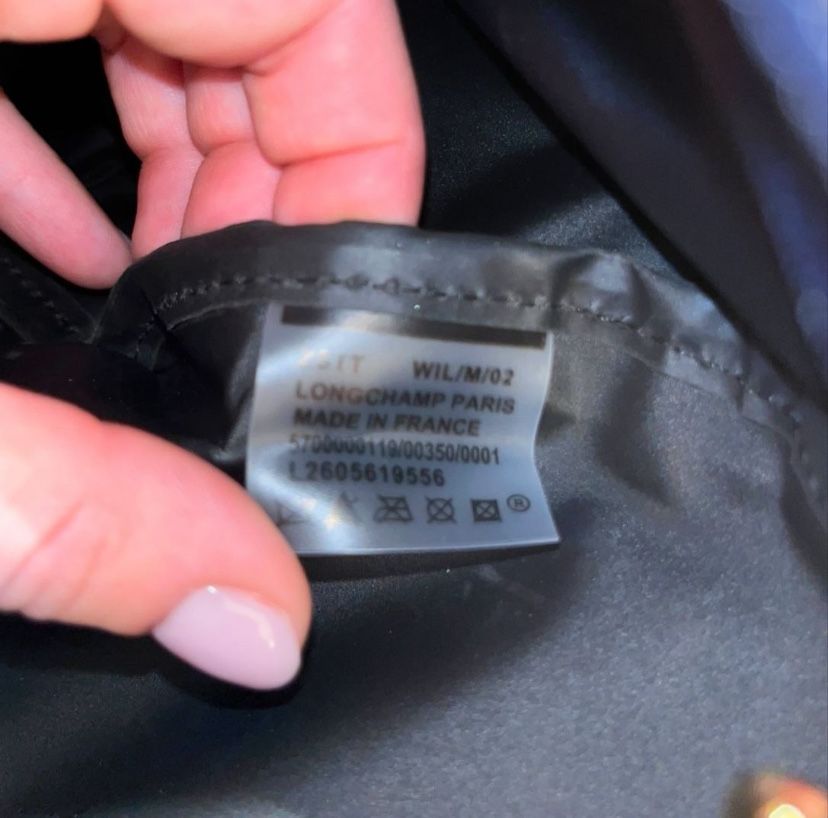 WIL/M/02
LONGCHAMP PARIS
MADE IN FRANCE
5700000119/00350/0001
L2605619556
®